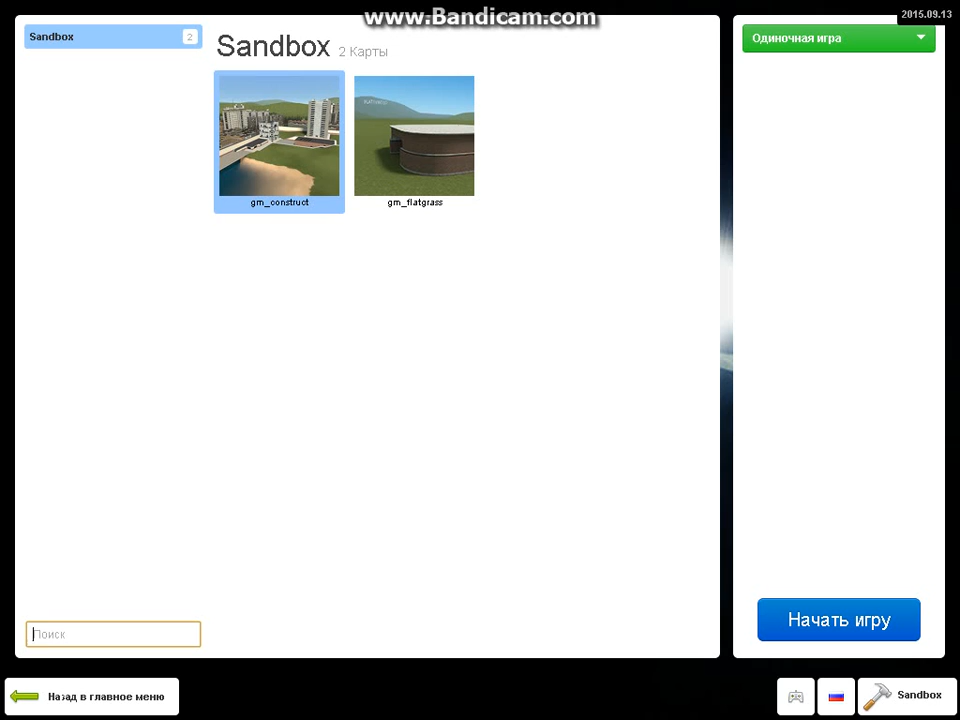 www.Bandicam.com
2015.09.13
Sandbox 2
Sandbox 2 Карты
gm_construct
gm_flatgrass
Одиночная игра
Поиск
Начать игру
Назад в главное меню
Sandbox